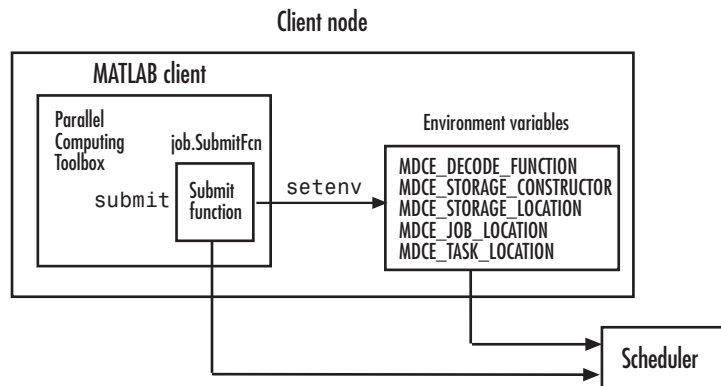 Client node
MATLAB client
Parallel
Computing
Toolbox
job.SubmitFcn
submit
Submit
function
setenv
Environment variables
MDCE_DECODE_FUNCTION
MDCE_STORAGE_CONSTRUCTOR
MDCE_STORAGE_LOCATION
MDCE_JOB_LOCATION
MDCE_TASK_LOCATION
Scheduler